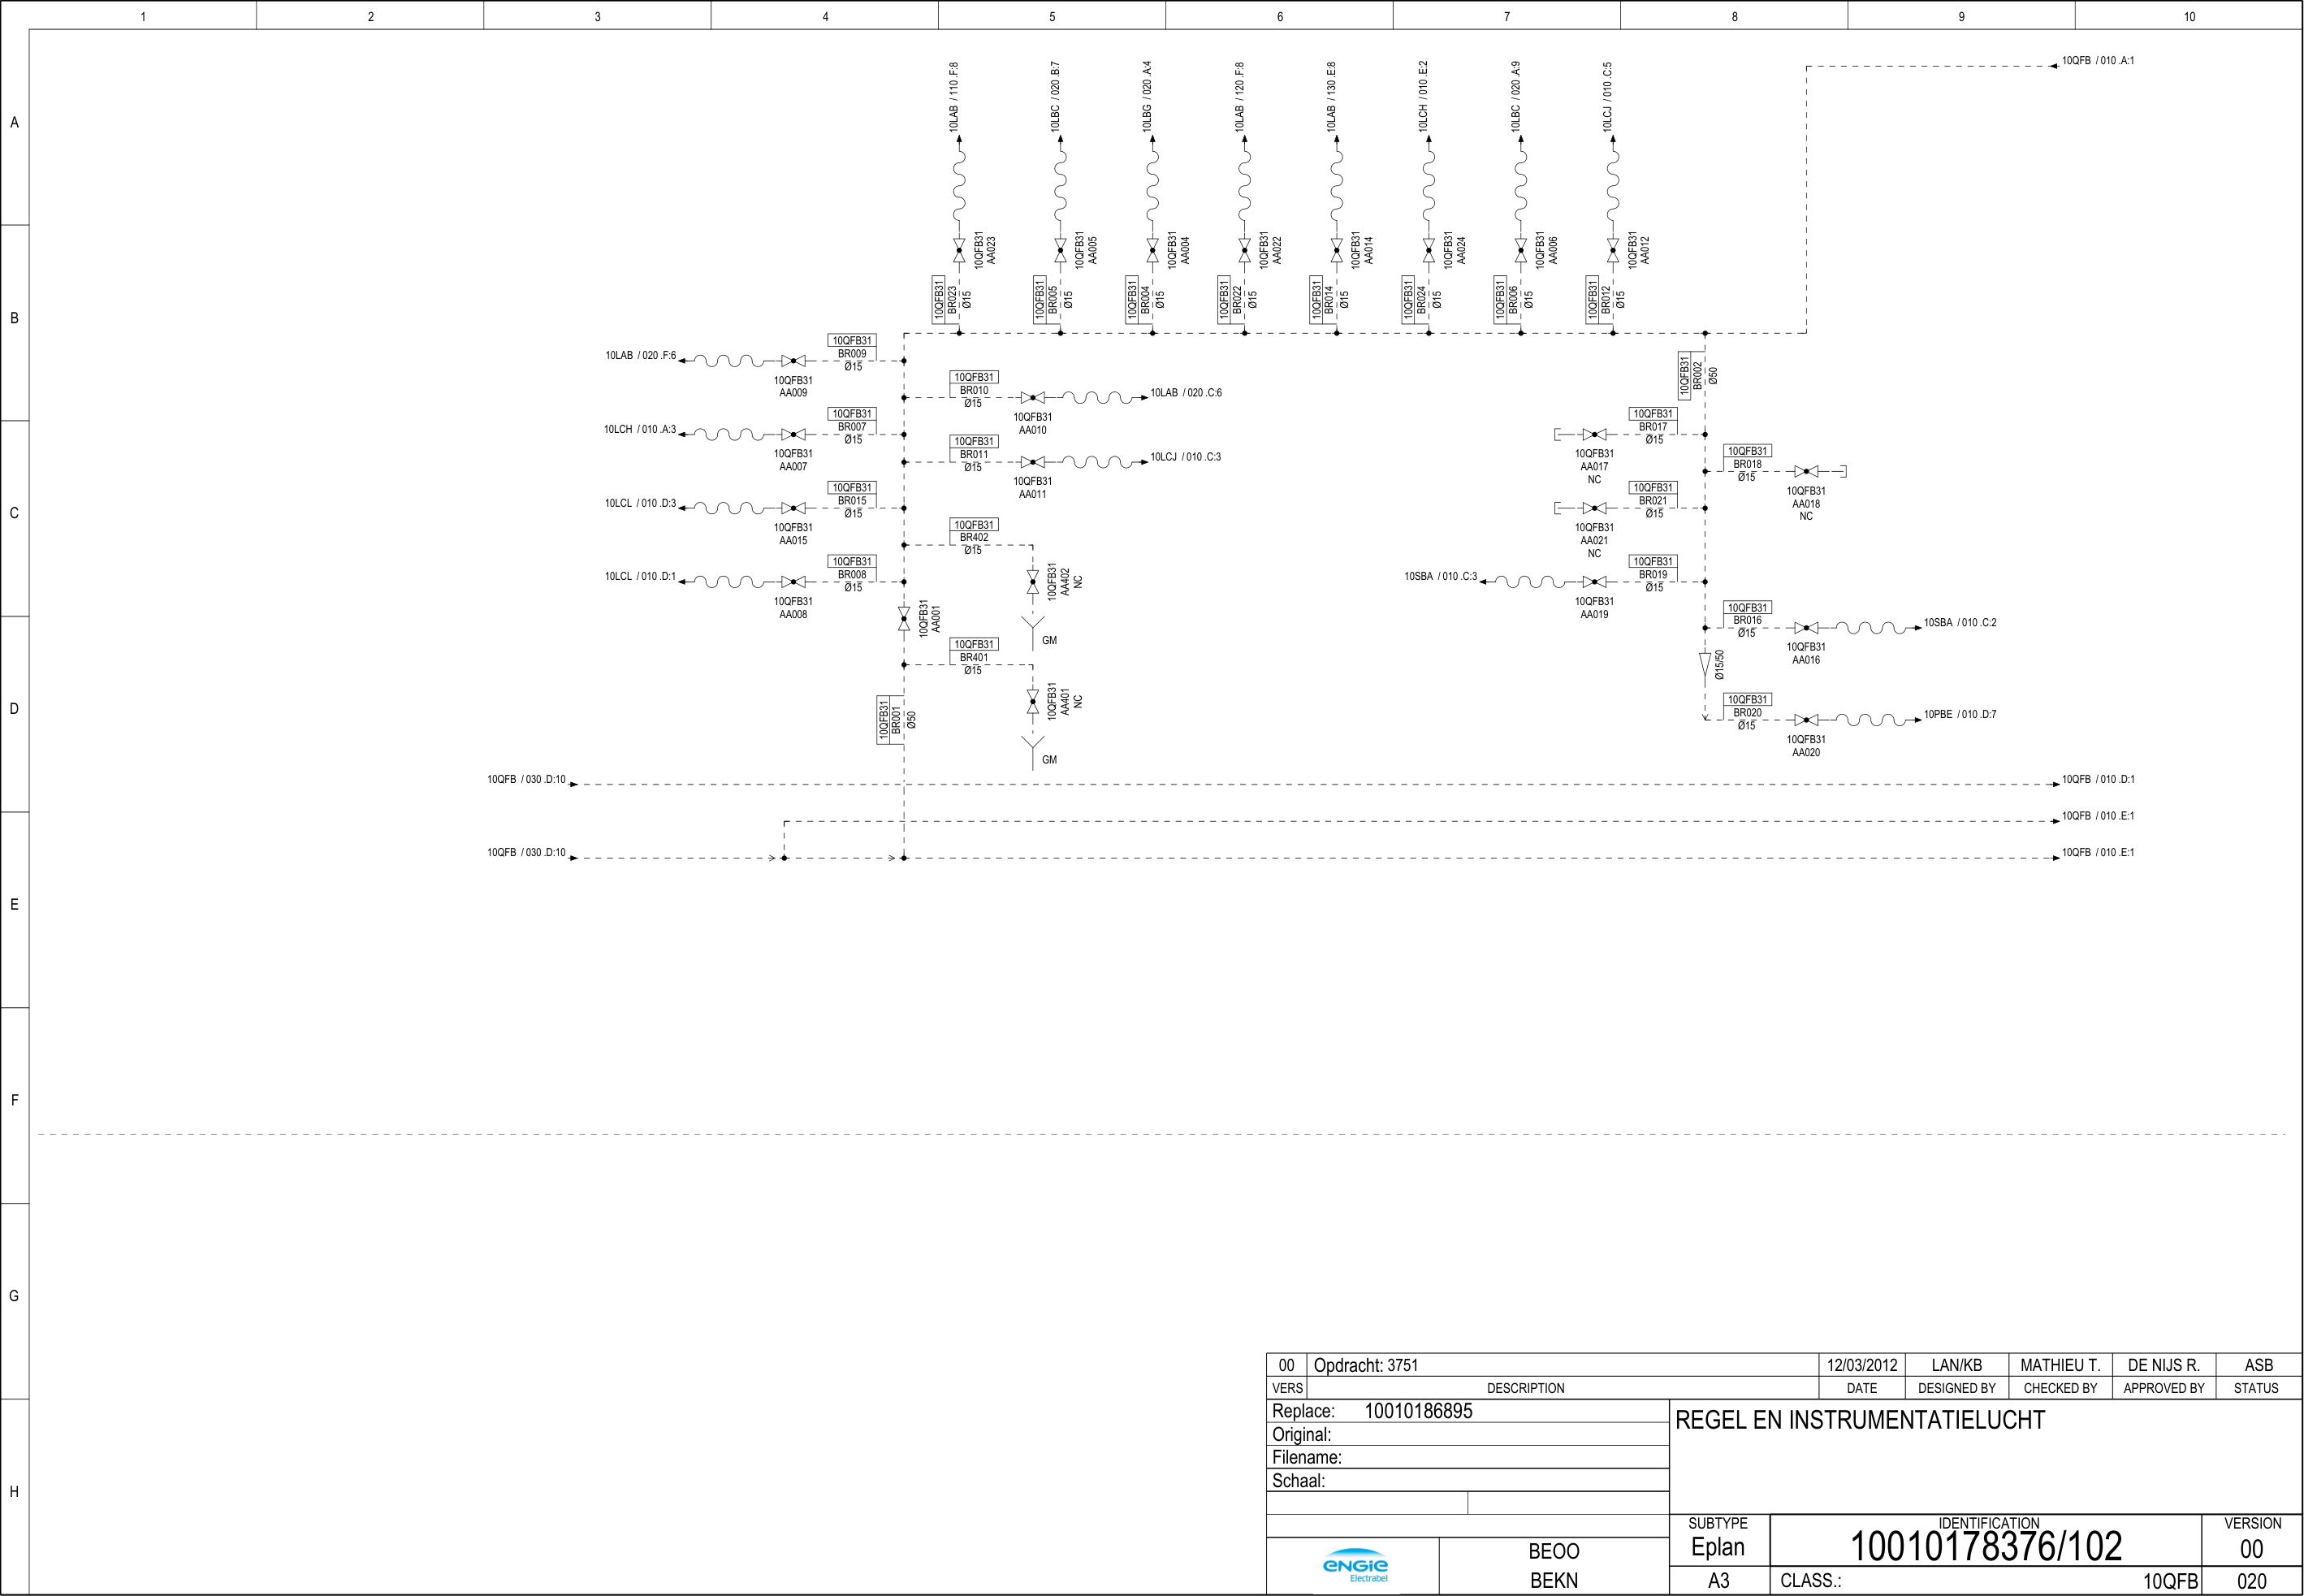 1 2 3 4 5 6 7 8 9 10
A
B
C
D
E
F
G
H
10QFB / 010 .A:1
10LAB / 110 .F:8
10LBC / 020 .B:7
10LBG / 020 .A:4
10LAB / 120 .F:8
10LAB / 130 .E:8
10LCH / 010 .E:2
10LBC / 020 .A:9
10LCJ / 010 .C:5
10QFB31
AA023
10QFB31
AA005
10QFB31
AA004
10QFB31
AA022
10QFB31
AA014
10QFB31
AA024
10QFB31
AA006
10QFB31
AA012
10QFB31
BR023
Ø15
10QFB31
BR005
Ø15
10QFB31
BR004
Ø15
10QFB31
BR022
Ø15
10QFB31
BR014
Ø15
10QFB31
BR024
Ø15
10QFB31
BR006
Ø15
10QFB31
BR012
Ø15
10LAB / 020 .F:6
10QFB31
AA009
10QFB31
BR009
Ø15
10QFB31
BR010
Ø15
10QFB31
AA010
10LAB / 020 .C:6
10LCH / 010 .A:3
10QFB31
AA007
10QFB31
BR007
Ø15
10QFB31
BR011
Ø15
10QFB31
AA011
10LCJ / 010 .C:3
10LCL / 010 .D:3
10QFB31
AA015
10QFB31
BR015
Ø15
10QFB31
BR402
Ø15
10QFB31
AA402
NC
GM
10LCL / 010 .D:1
10QFB31
AA008
10QFB31
BR008
Ø15
10QFB31
AA001
10QFB31
BR401
Ø15
10QFB31
AA401
NC
GM
10QFB31
BR001
Ø50
10QFB31
BR002
Ø50
10QFB31
BR017
Ø15
10QFB31
AA017
NC
10QFB31
BR018
Ø15
10QFB31
AA018
NC
10QFB31
BR021
Ø15
10QFB31
AA021
NC
10SBA / 010 .C:3
10QFB31
AA019
10QFB31
BR019
Ø15
10QFB31
BR016
Ø15
10QFB31
AA016
10SBA / 010 .C:2
Ø15/50
10QFB31
BR020
Ø15
10QFB31
AA020
10PBE / 010 .D:7
10QFB / 030 .D:10
10QFB / 010 .D:1
10QFB / 010 .E:1
10QFB / 030 .D:10
10QFB / 010 .E:1
00 Opdracht: 3751 12/03/2012 LAN/KB MATHIEU T. DE NIJS R. ASB
VERS DESCRIPTION DATE DESIGNED BY CHECKED BY APPROVED BY STATUS
Replace: 10010186895
Original:
Filename:
Schaal:
REGEL EN INSTRUMENTATIELUCHT
ENGIE
Electrabel
BEOO
BEKN
SUBTYPE
Eplan
A3
IDENTIFICATION
10010178376/102
CLASS.: 10QFB
VERSION
00
020